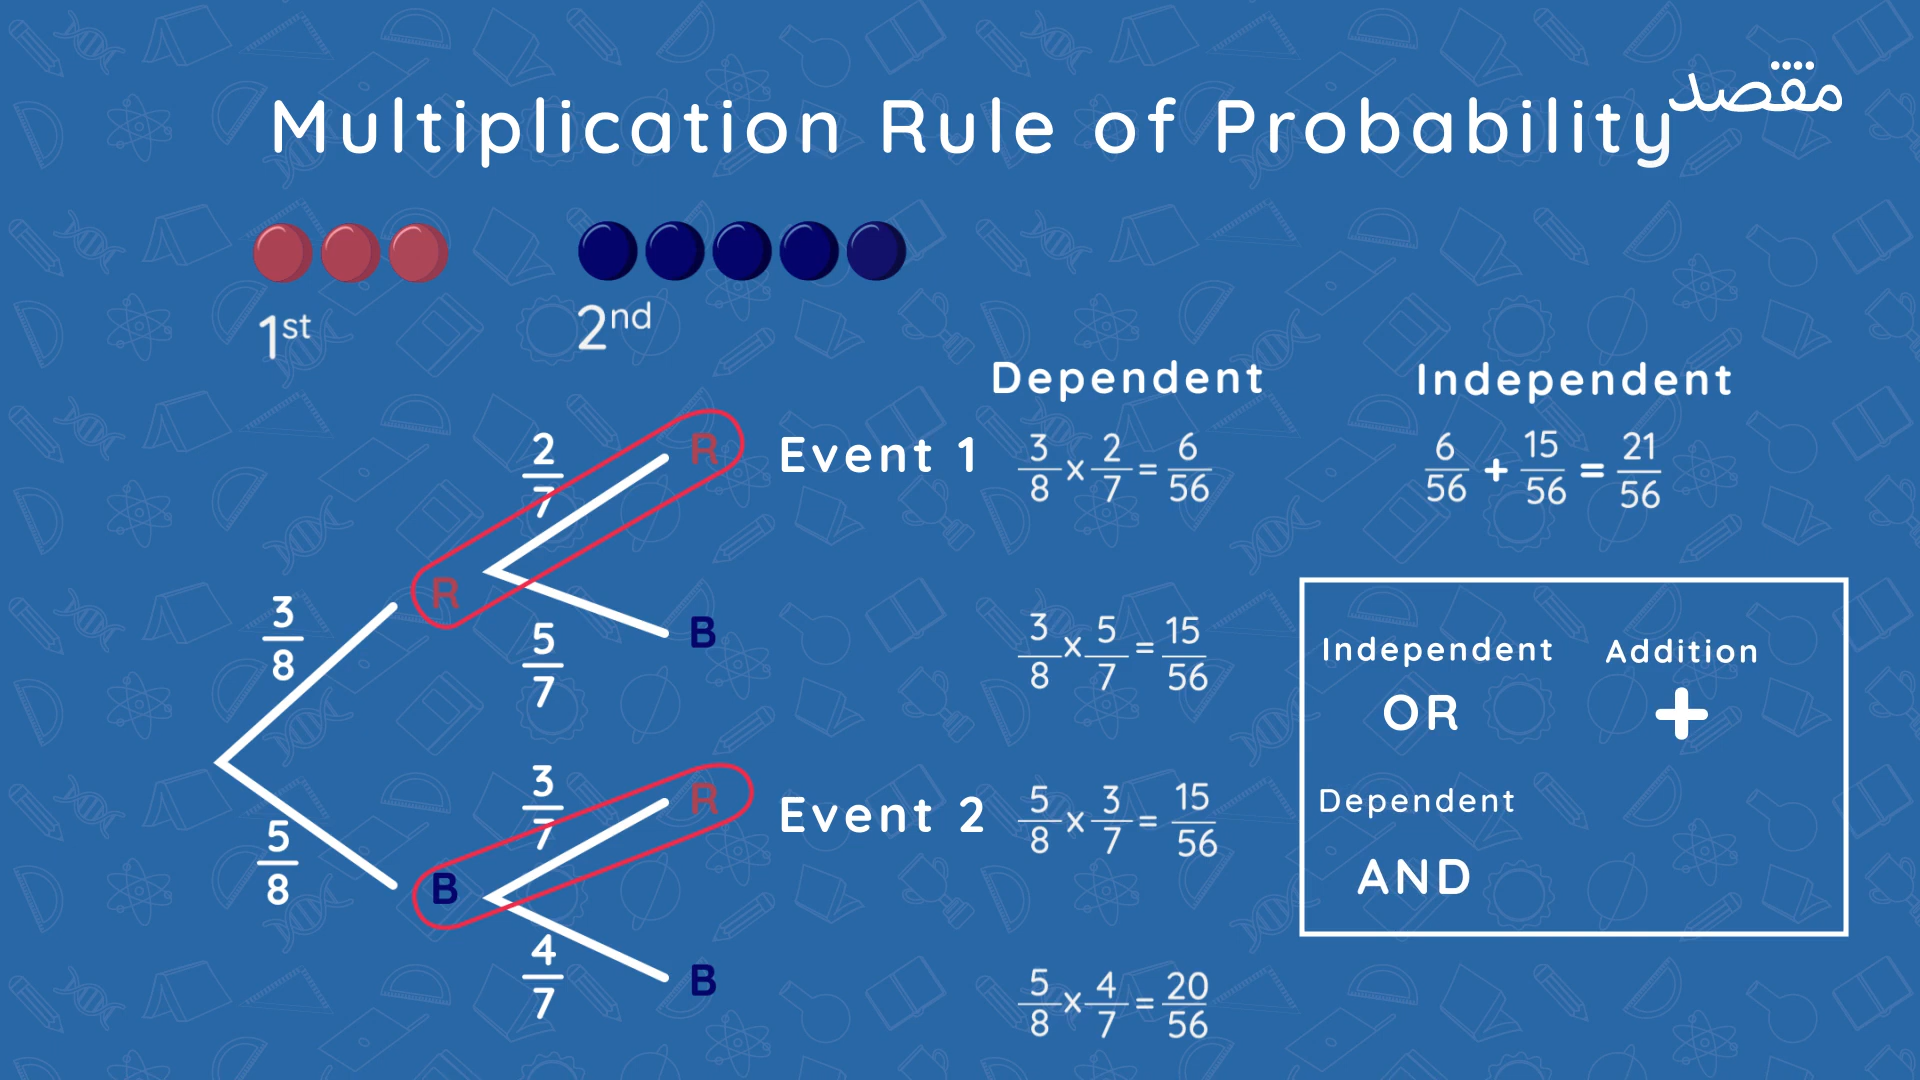 مقصد
Multiplication Rule of Probability
1st
2nd
Dependent
Independent
2/7
R
Event 1
3/8 x 2/7 = 6/56
6/56 + 15/56 = 21/56
R
3/8
5/7
B
3/8 x 5/7 = 15/56
Independent
Addition
OR
+
3/7
R
Event 2
5/8 x 3/7 = 15/56
Dependent
AND
5/8
B
4/7
B
5/8 x 4/7 = 20/56